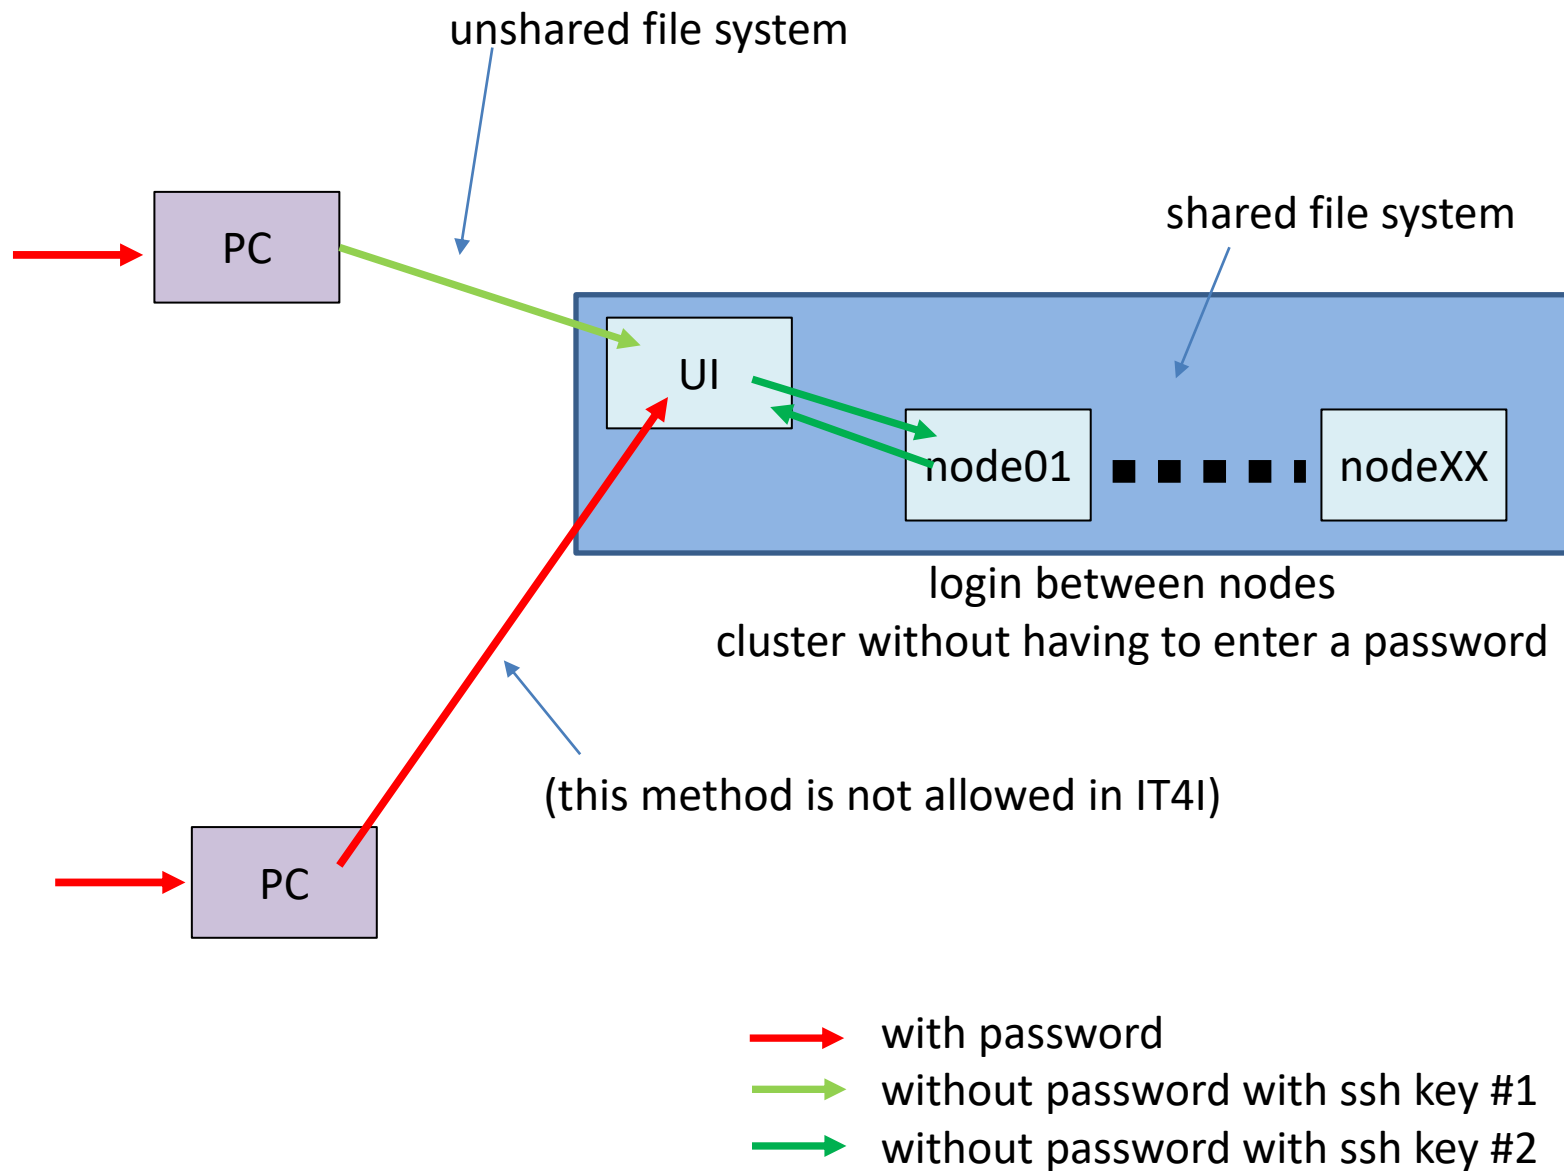 unshared file system
shared file system
PC
UI
node01
nodeXX
login between nodes
cluster without having to enter a password
(this method is not allowed in IT4I)
PC
with password
without password with ssh key #1
without password with ssh key #2